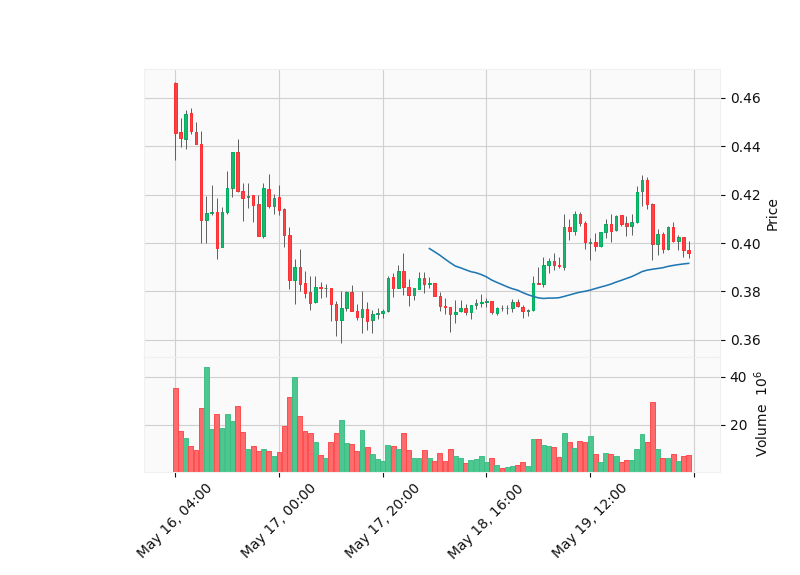 0.46
0.44
0.42
0.40
0.38
0.36
Price
40
20
Volume 10⁶
May 16, 04:00
May 17, 00:00
May 17, 20:00
May 18, 16:00
May 19, 12:00